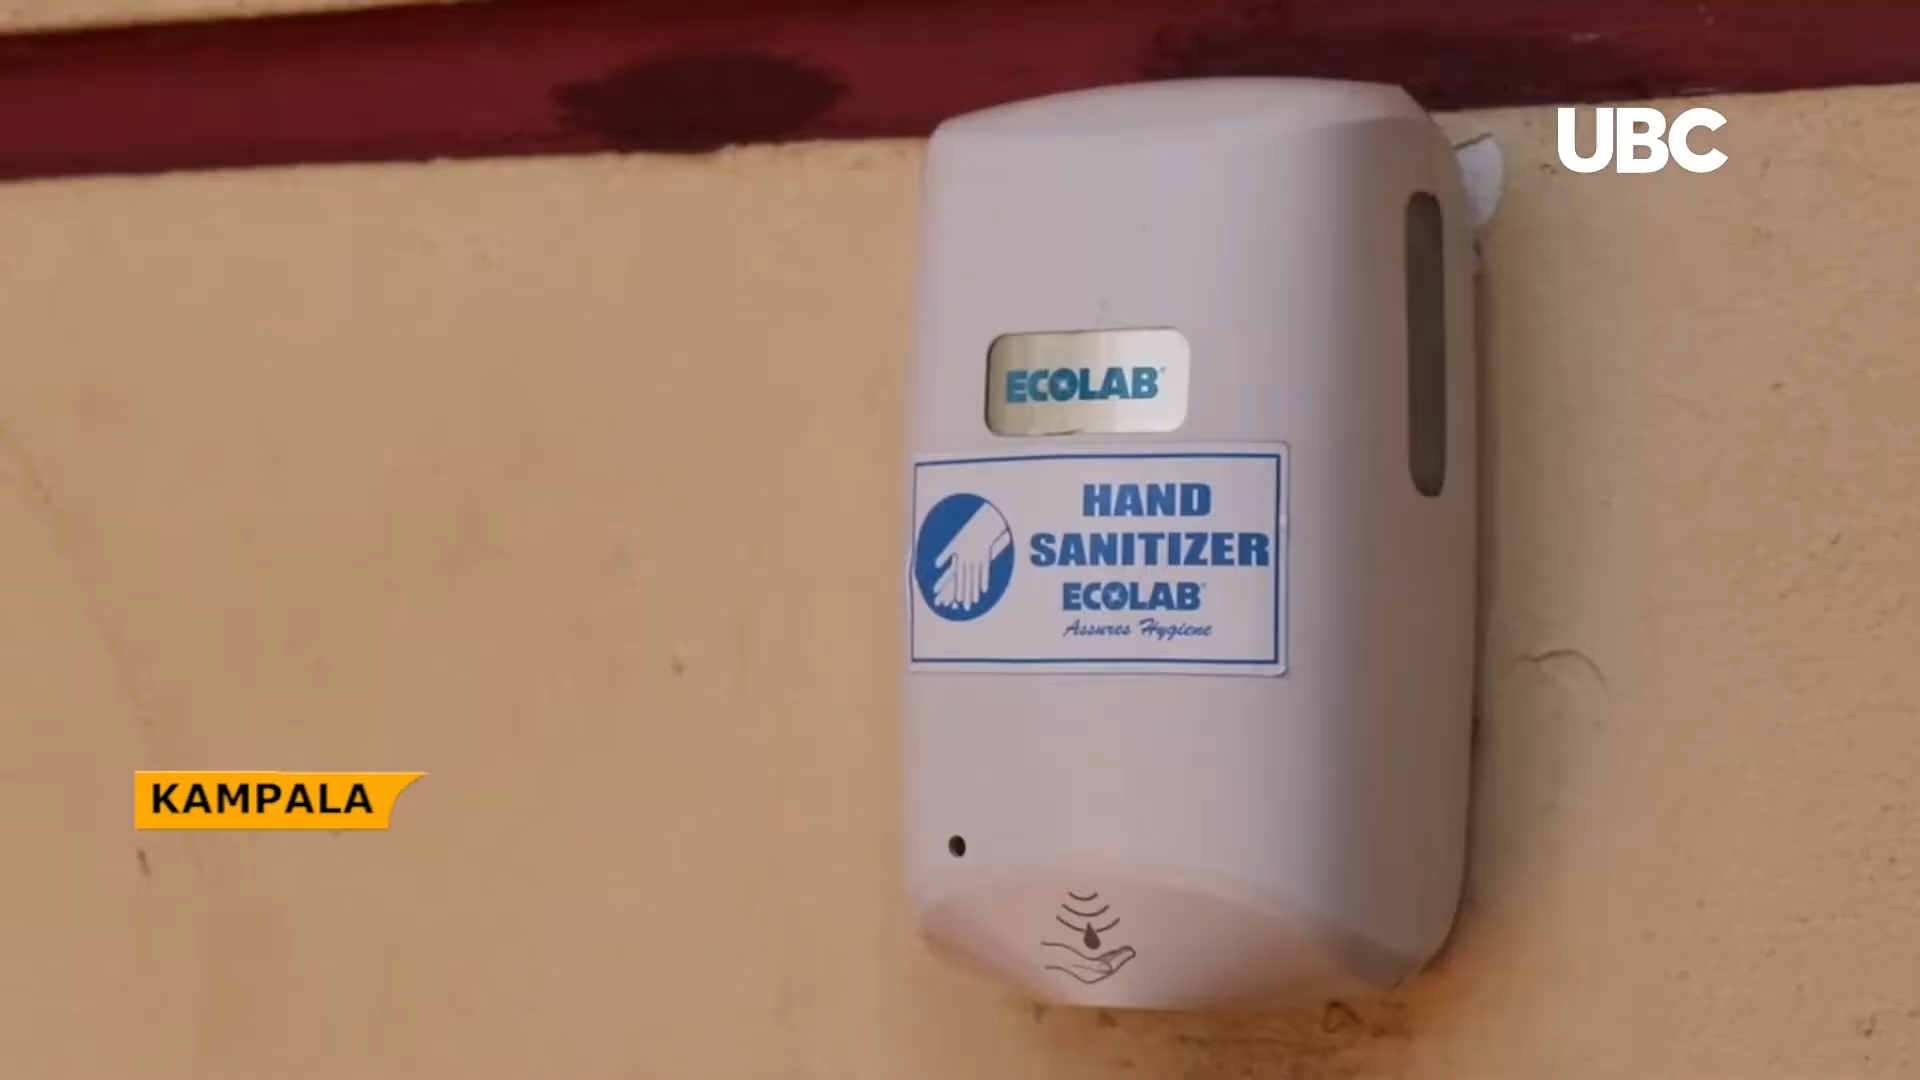 UBC
ECOLAB
HAND
SANITIZER
ECOLAB
Assures Hygiene
KAMPALA